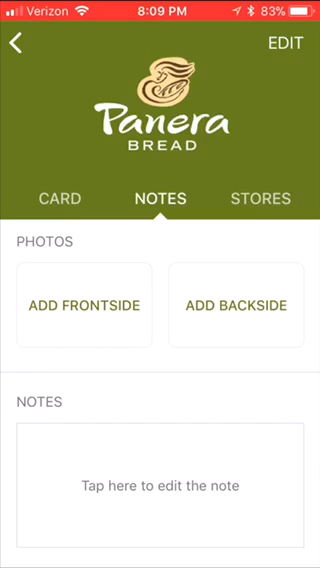 Verizon 8:09 PM 83%
EDIT
Panera
BREAD
CARD NOTES STORES
PHOTOS
ADD FRONTSIDE ADD BACKSIDE
NOTES
Tap here to edit the note